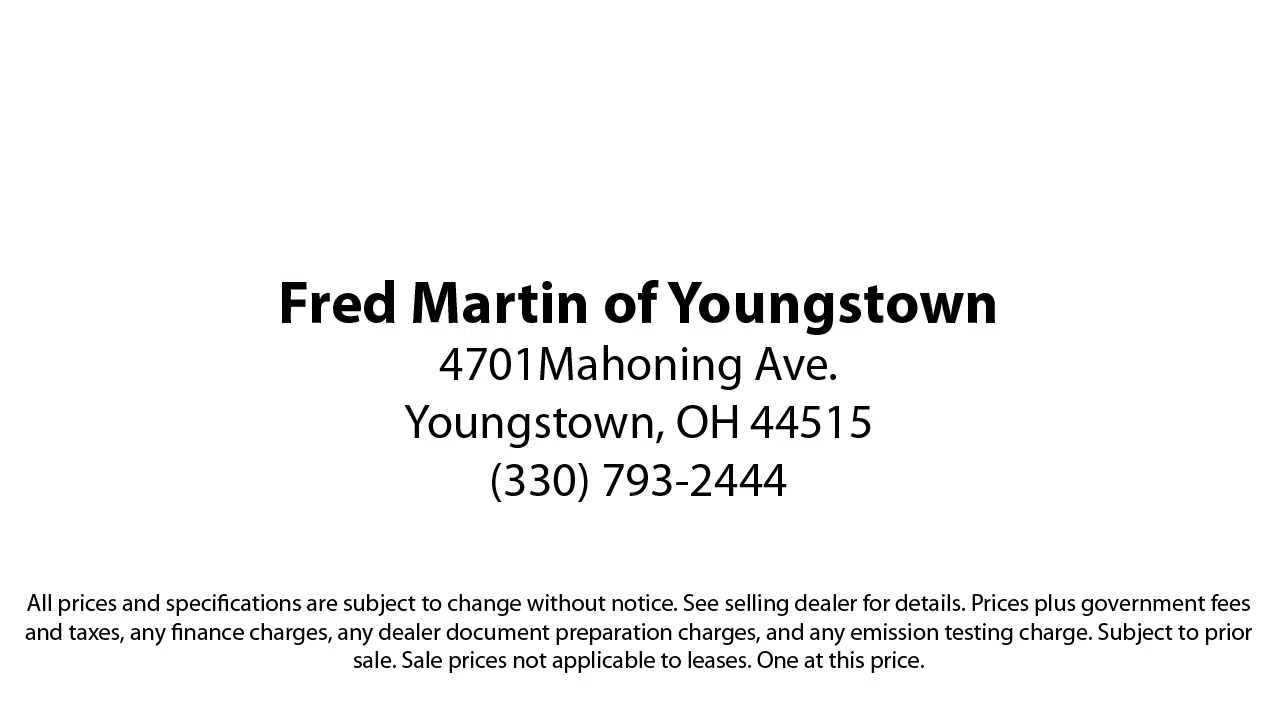 Fred Martin of Youngstown
4701Mahoning Ave.
Youngstown, OH 44515
(330) 793-2444
All prices and specifications are subject to change without notice. See selling dealer for details. Prices plus government fees
and taxes, any finance charges, any dealer document preparation charges, and any emission testing charge. Subject to prior
sale. Sale prices not applicable to leases. One at this price.